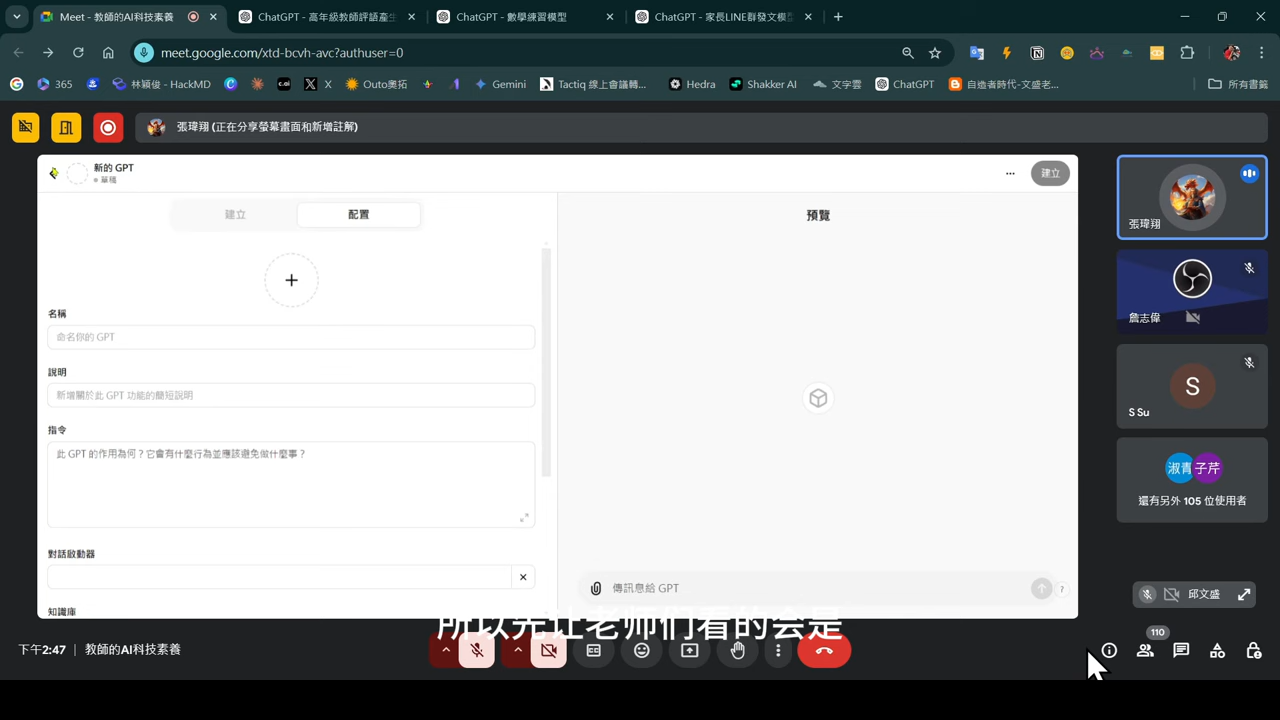 Meet - 教師的AI科技素養
ChatGPT - 高年級教師評語產生
ChatGPT - 數學練習模型
ChatGPT - 家長LINE群發文模型
meet.google.com/xtd-bcvh-avc?authuser=0
365
林穎俊 - HackMD
X
Outo奧拓
Gemini
Tactiq 線上會議轉...
Hedra
Shakker AI
文字雲
ChatGPT
自造者時代-文盛老...
所有書籤
張瑋翔 (正在分享螢幕畫面和新增註解)
新的 GPT
草稿
建立
建立
配置
預覽
名稱
命名你的 GPT
說明
新增關於此 GPT 功能的簡短說明
指令
此 GPT 的作用為何？它會有什麼行為並應該避免做什麼事？
對話啟動器
知識庫
傳訊息給 GPT
?
張瑋翔
詹志偉
S
S Su
淑青
子芹
還有另外 105 位使用者
邱文盛
所以先让老师们看的会是
下午2:47
教師的AI科技素養
110